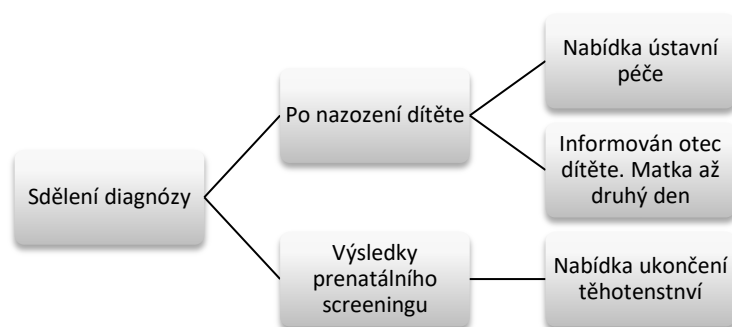 Sdělení diagnózy
Po nazození dítěte
Nabídka ústavní
péče
Informován otec
dítěte. Matka až
druhý den
Výsledky
prenatálního
screeningu
Nabídka ukončení
těhotenstnví